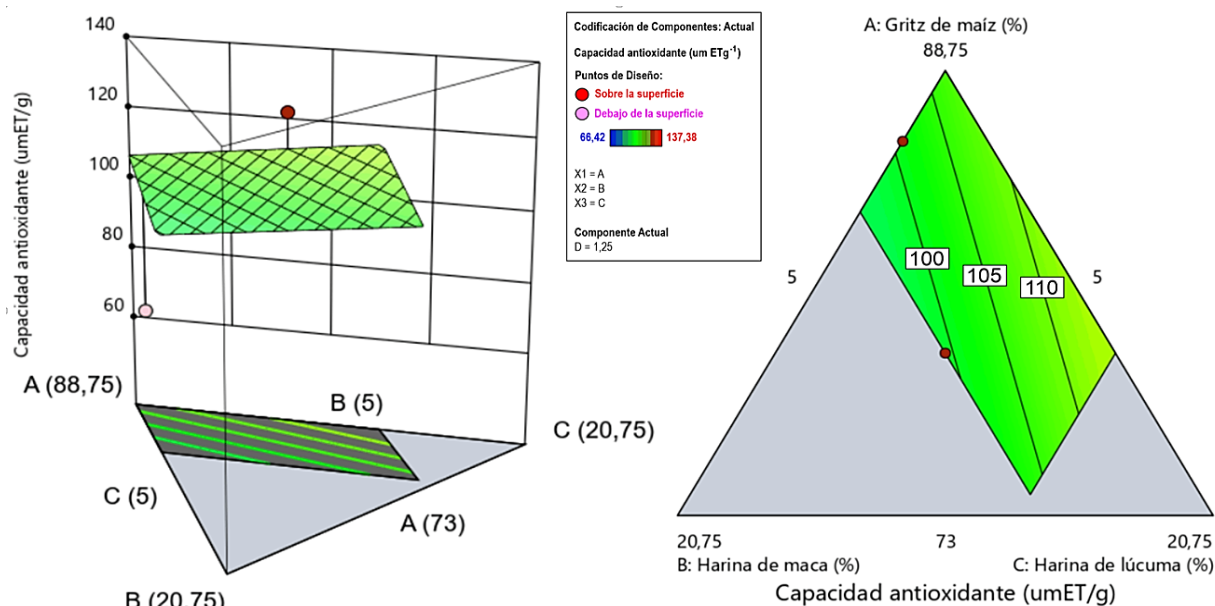 140
120
100
80
60
Capacidad antioxidante (umET/g)
A (88,75)
B (5)
C (20,75)
C (5)
A (73)
B (20,75)
Codificación de Componentes: Actual
Capacidad antioxidante (um ETg-1)
Puntos de Diseño:
Sobre la superficie
Debajo de la superficie
66,42 137,38
X1 = A
X2 = B
X3 = C
Componente Actual
D = 1,25
A: Gritz de maíz (%)
88,75
5 5
100
105
110
20,75 73 20,75
B: Harina de maca (%) C: Harina de lúcuma (%)
Capacidad antioxidante (umET/g)